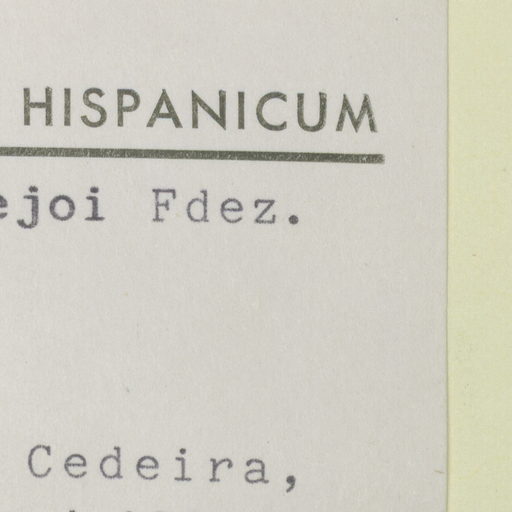 HISPANICUM
ejoi Fdez.
Cedeira,